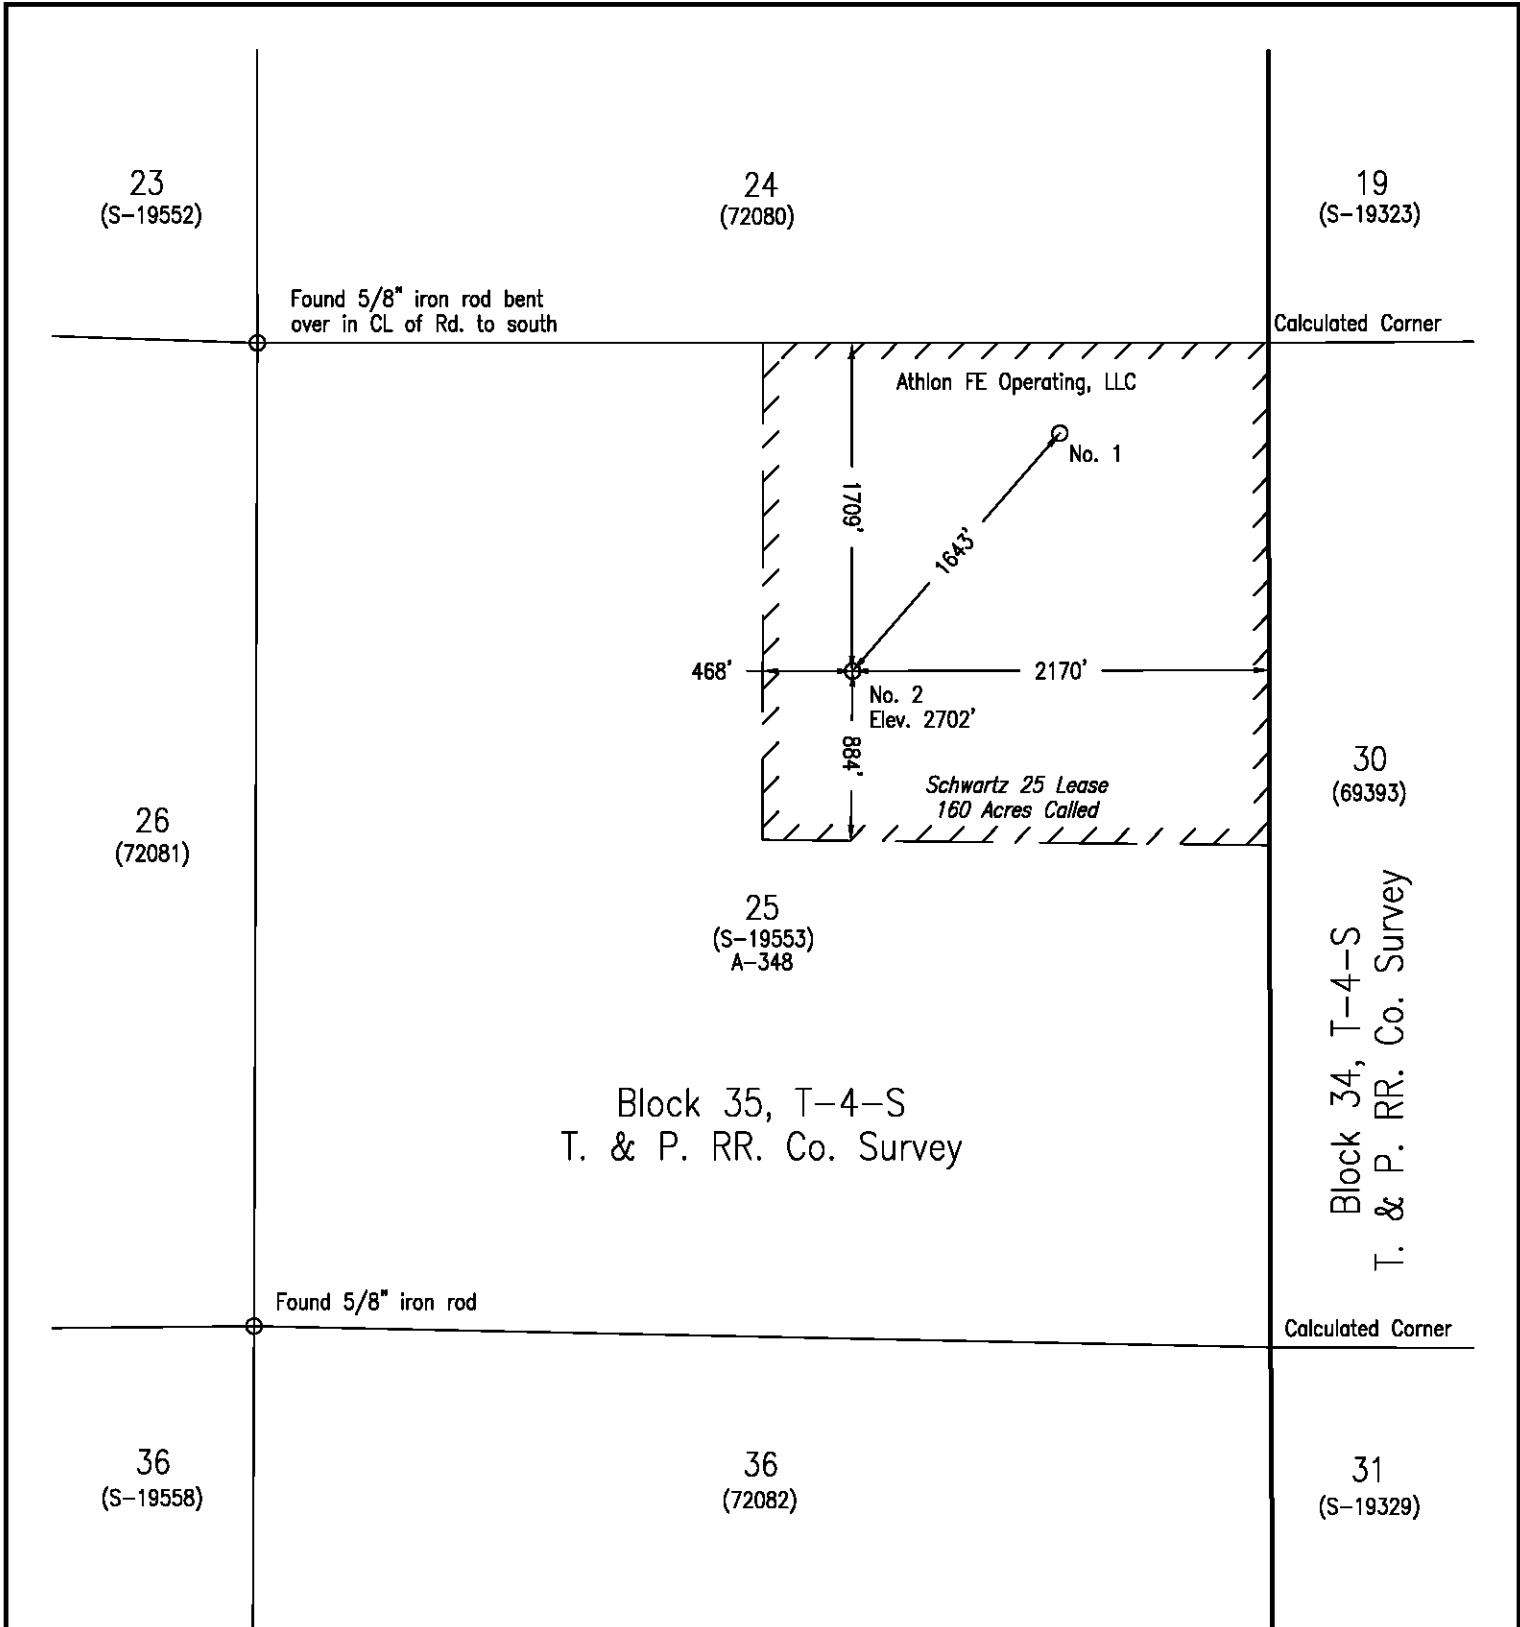 23
(S-19552)
24
(72080)
19
(S-19323)
Found 5/8" iron rod bent
over in CL of Rd. to south
Calculated Corner
Athlon FE Operating, LLC
No. 1
1709'
1643'
468'
2170'
No. 2
Elev. 2702'
884'
Schwartz 25 Lease
160 Acres Called
30
(69393)
26
(72081)
25
(S-19553)
A-348
Block 35, T-4-S
T. & P. RR. Co. Survey
Block 34, T-4-S
T. & P. RR. Co. Survey
Found 5/8" iron rod
Calculated Corner
36
(S-19558)
36
(72082)
31
(S-19329)